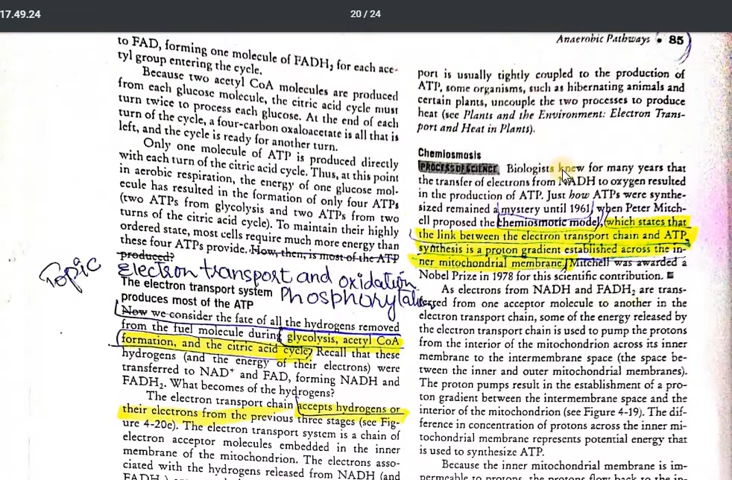 17.49.24
20 / 24
Anaerobic Pathways • 85
to FAD, forming one molecule of FADH2 for each ace-
tyl group entering the cycle.
Because two acetyl CoA molecules are produced
from each glucose molecule, the citric acid cycle must
turn twice to process each glucose. At the end of each
turn of the cycle, a four-carbon oxaloacetate is all that is
left, and the cycle is ready for another turn.
Only one molecule of ATP is produced directly
with each turn of the citric acid cycle. Thus, at this point
in aerobic respiration, the energy of one glucose mol-
ecule has resulted in the formation of only four ATPs
(two ATPs from glycolysis and two ATPs from two
turns of the citric acid cycle). To maintain their highly
ordered state, most cells require much more energy than
these four ATPs provide. How, then, is most of the ATP
produced?
Topic
Electron transport and oxidation
Phosphorylation
The electron transport system
produces most of the ATP
Now we consider the fate of all the hydrogens removed
from the fuel molecule during glycolysis, acetyl CoA
formation, and the citric acid cycle. Recall that these
hydrogens (and the energy of their electrons) were
transferred to NAD+ and FAD, forming NADH and
FADH2. What becomes of the hydrogens?
The electron transport chain accepts hydrogens or
their electrons from the previous three stages (see Fig-
ure 4-20e). The electron transport system is a chain of
electron acceptor molecules embedded in the inner
membrane of the mitochondrion. The electrons asso-
ciated with the hydrogens released from NADH (and
port is usually tightly coupled to the production of
ATP, some organisms, such as hibernating animals and
certain plants, uncouple the two processes to produce
heat (see Plants and the Environment: Electron Trans-
port and Heat in Plants).
Chemiosmosis
PROCESS OF SCIENCE Biologists knew for many years that
the transfer of electrons from NADH to oxygen resulted
in the production of ATP. Just how ATPs were synthe-
sized remained a mystery until 1961, when Peter Mitch-
ell proposed the chemiosmotic model, which states that
the link between the electron transport chain and ATP
synthesis is a proton gradient established across the in-
ner mitochondrial membrane. Mitchell was awarded a
Nobel Prize in 1978 for this scientific contribution.
As electrons from NADH and FADH2 are trans-
ferred from one acceptor molecule to another in the
electron transport chain, some of the energy released by
the electron transport chain is used to pump the protons
from the interior of the mitochondrion across its inner
membrane to the intermembrane space (the space be-
tween the inner and outer mitochondrial membranes).
The proton pumps result in the establishment of a pro-
ton gradient between the intermembrane space and the
interior of the mitochondrion (see Figure 4-19). The dif-
ference in concentration of protons across the inner mi-
tochondrial membrane represents potential energy that
is used to synthesize ATP.
Because the inner mitochondrial membrane is im-
permeable to protons, the protons flow back to the in-